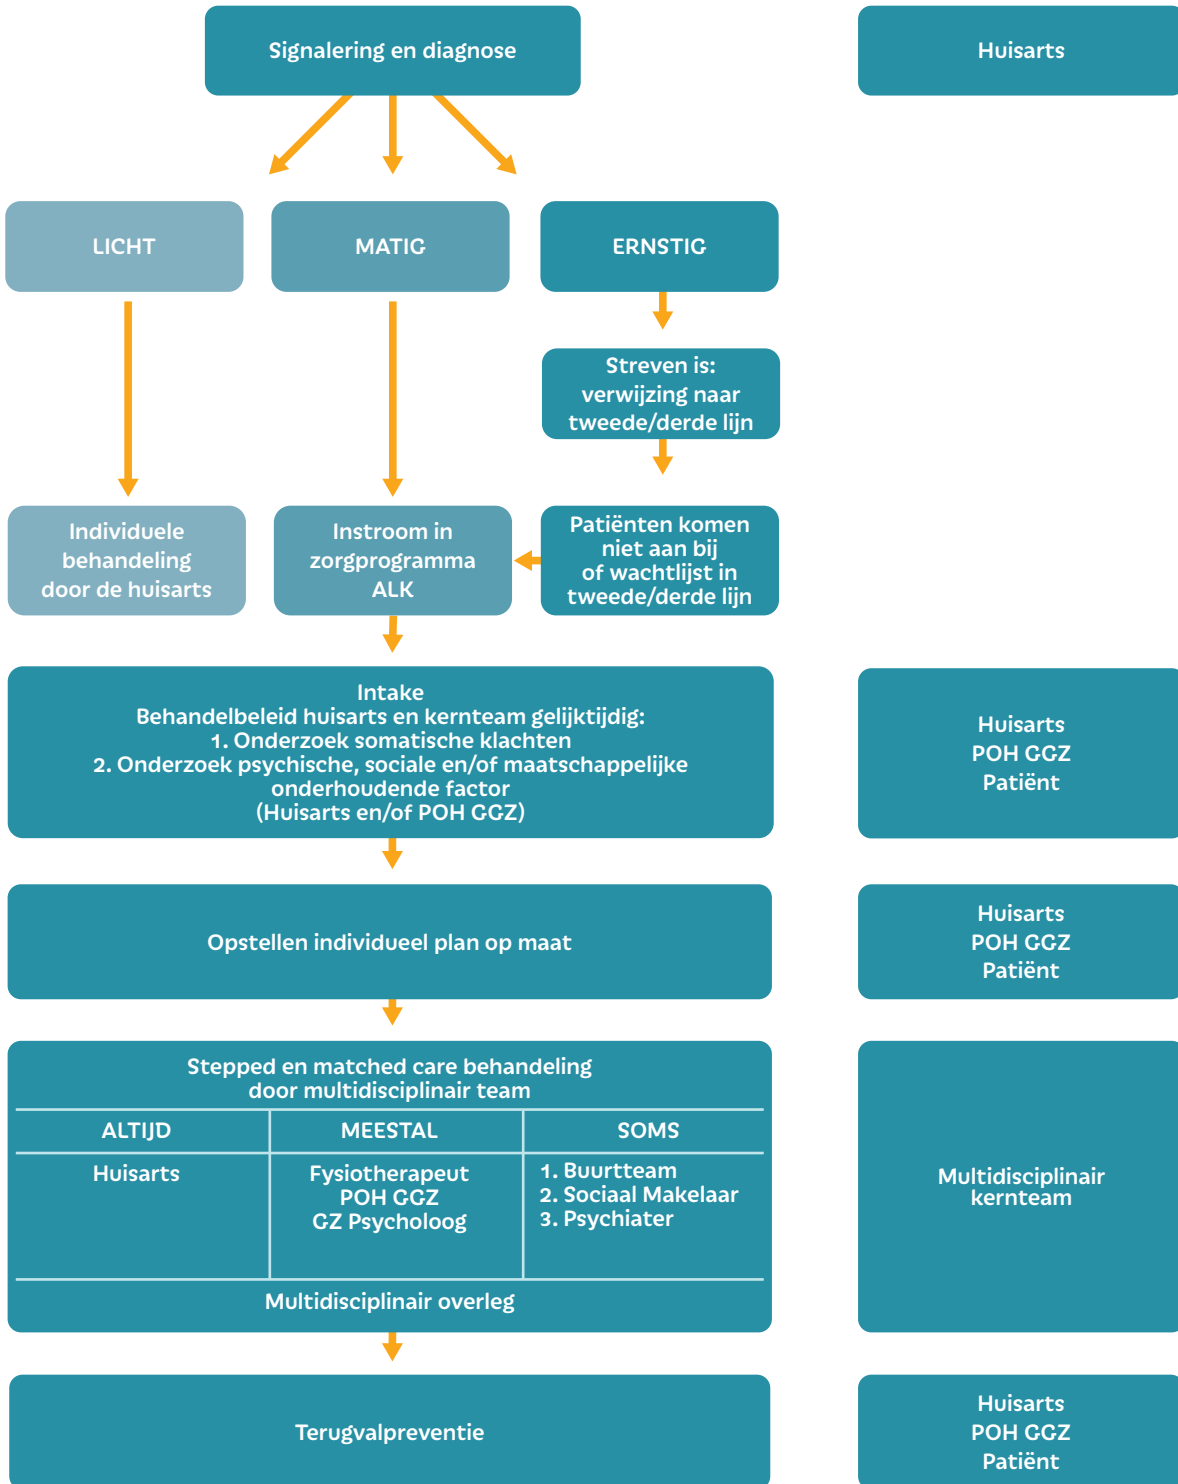 Signalering en diagnose
Huisarts
LICHT
MATIG
ERNSTIG
Streven is:
verwijzing naar
tweede/derde lijn
Individuele
behandeling
door de huisarts
Instroom in
zorgprogramma
ALK
Patiënten komen
niet aan bij
of wachtlijst in
tweede/derde lijn
Intake
Behandelbeleid huisarts en kernteam gelijktijdig:
1. Onderzoek somatische klachten
2. Onderzoek psychische, sociale en/of maatschappelijke
onderhoudende factor
(Huisarts en/of POH GGZ)
Huisarts
POH GGZ
Patiënt
Opstellen individueel plan op maat
Huisarts
POH GGZ
Patiënt
Stepped en matched care behandeling
door multidisciplinair team
ALTIJD
MEESTAL
SOMS
Huisarts
Fysiotherapeut
POH GGZ
GZ Psycholoog
1. Buurtteam
2. Sociaal Makelaar
3. Psychiater
Multidisciplinair overleg
Multidisciplinair
kernteam
Terugvalpreventie
Huisarts
POH GGZ
Patiënt